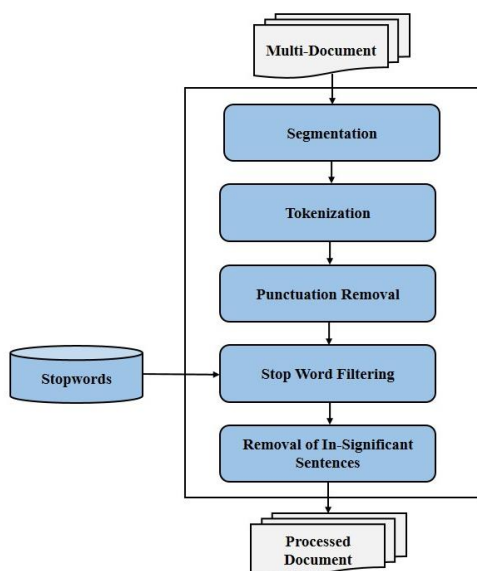 Multi-Document
Segmentation
Tokenization
Punctuation Removal
Stopwords
Stop Word Filtering
Removal of In-Significant
Sentences
Processed
Document